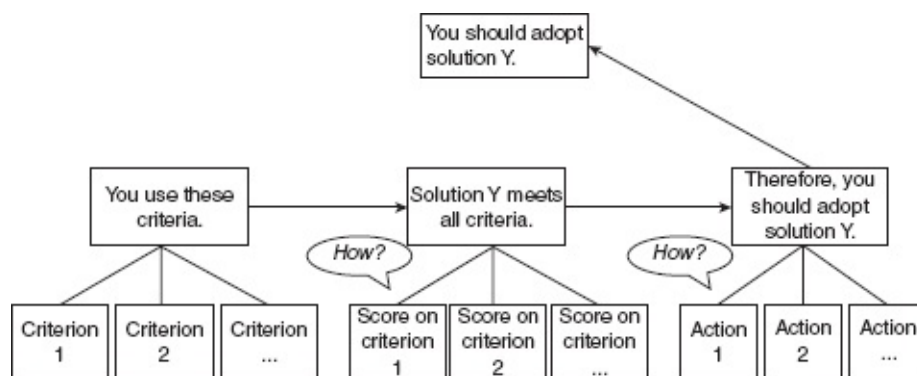 You should adopt
solution Y.
You use these
criteria.
Solution Y meets
all criteria.
Therefore, you
should adopt
solution Y.
How?
How?
Criterion
1
Criterion
2
Criterion
...
Score on
criterion
1
Score on
criterion
2
Score on
criterion
...
Action
1
Action
2
Action
...